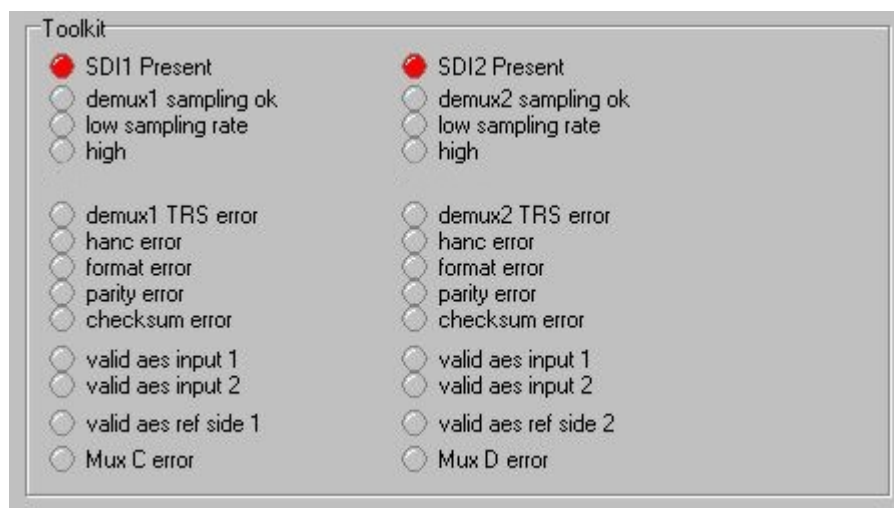 Toolkit
SDI1 Present
demux1 sampling ok
low sampling rate
high
demux1 TRS error
hanc error
format error
parity error
checksum error
valid aes input 1
valid aes input 2
valid aes ref side 1
Mux C error
SDI2 Present
demux2 sampling ok
low sampling rate
high
demux2 TRS error
hanc error
format error
parity error
checksum error
valid aes input 1
valid aes input 2
valid aes ref side 2
Mux D error